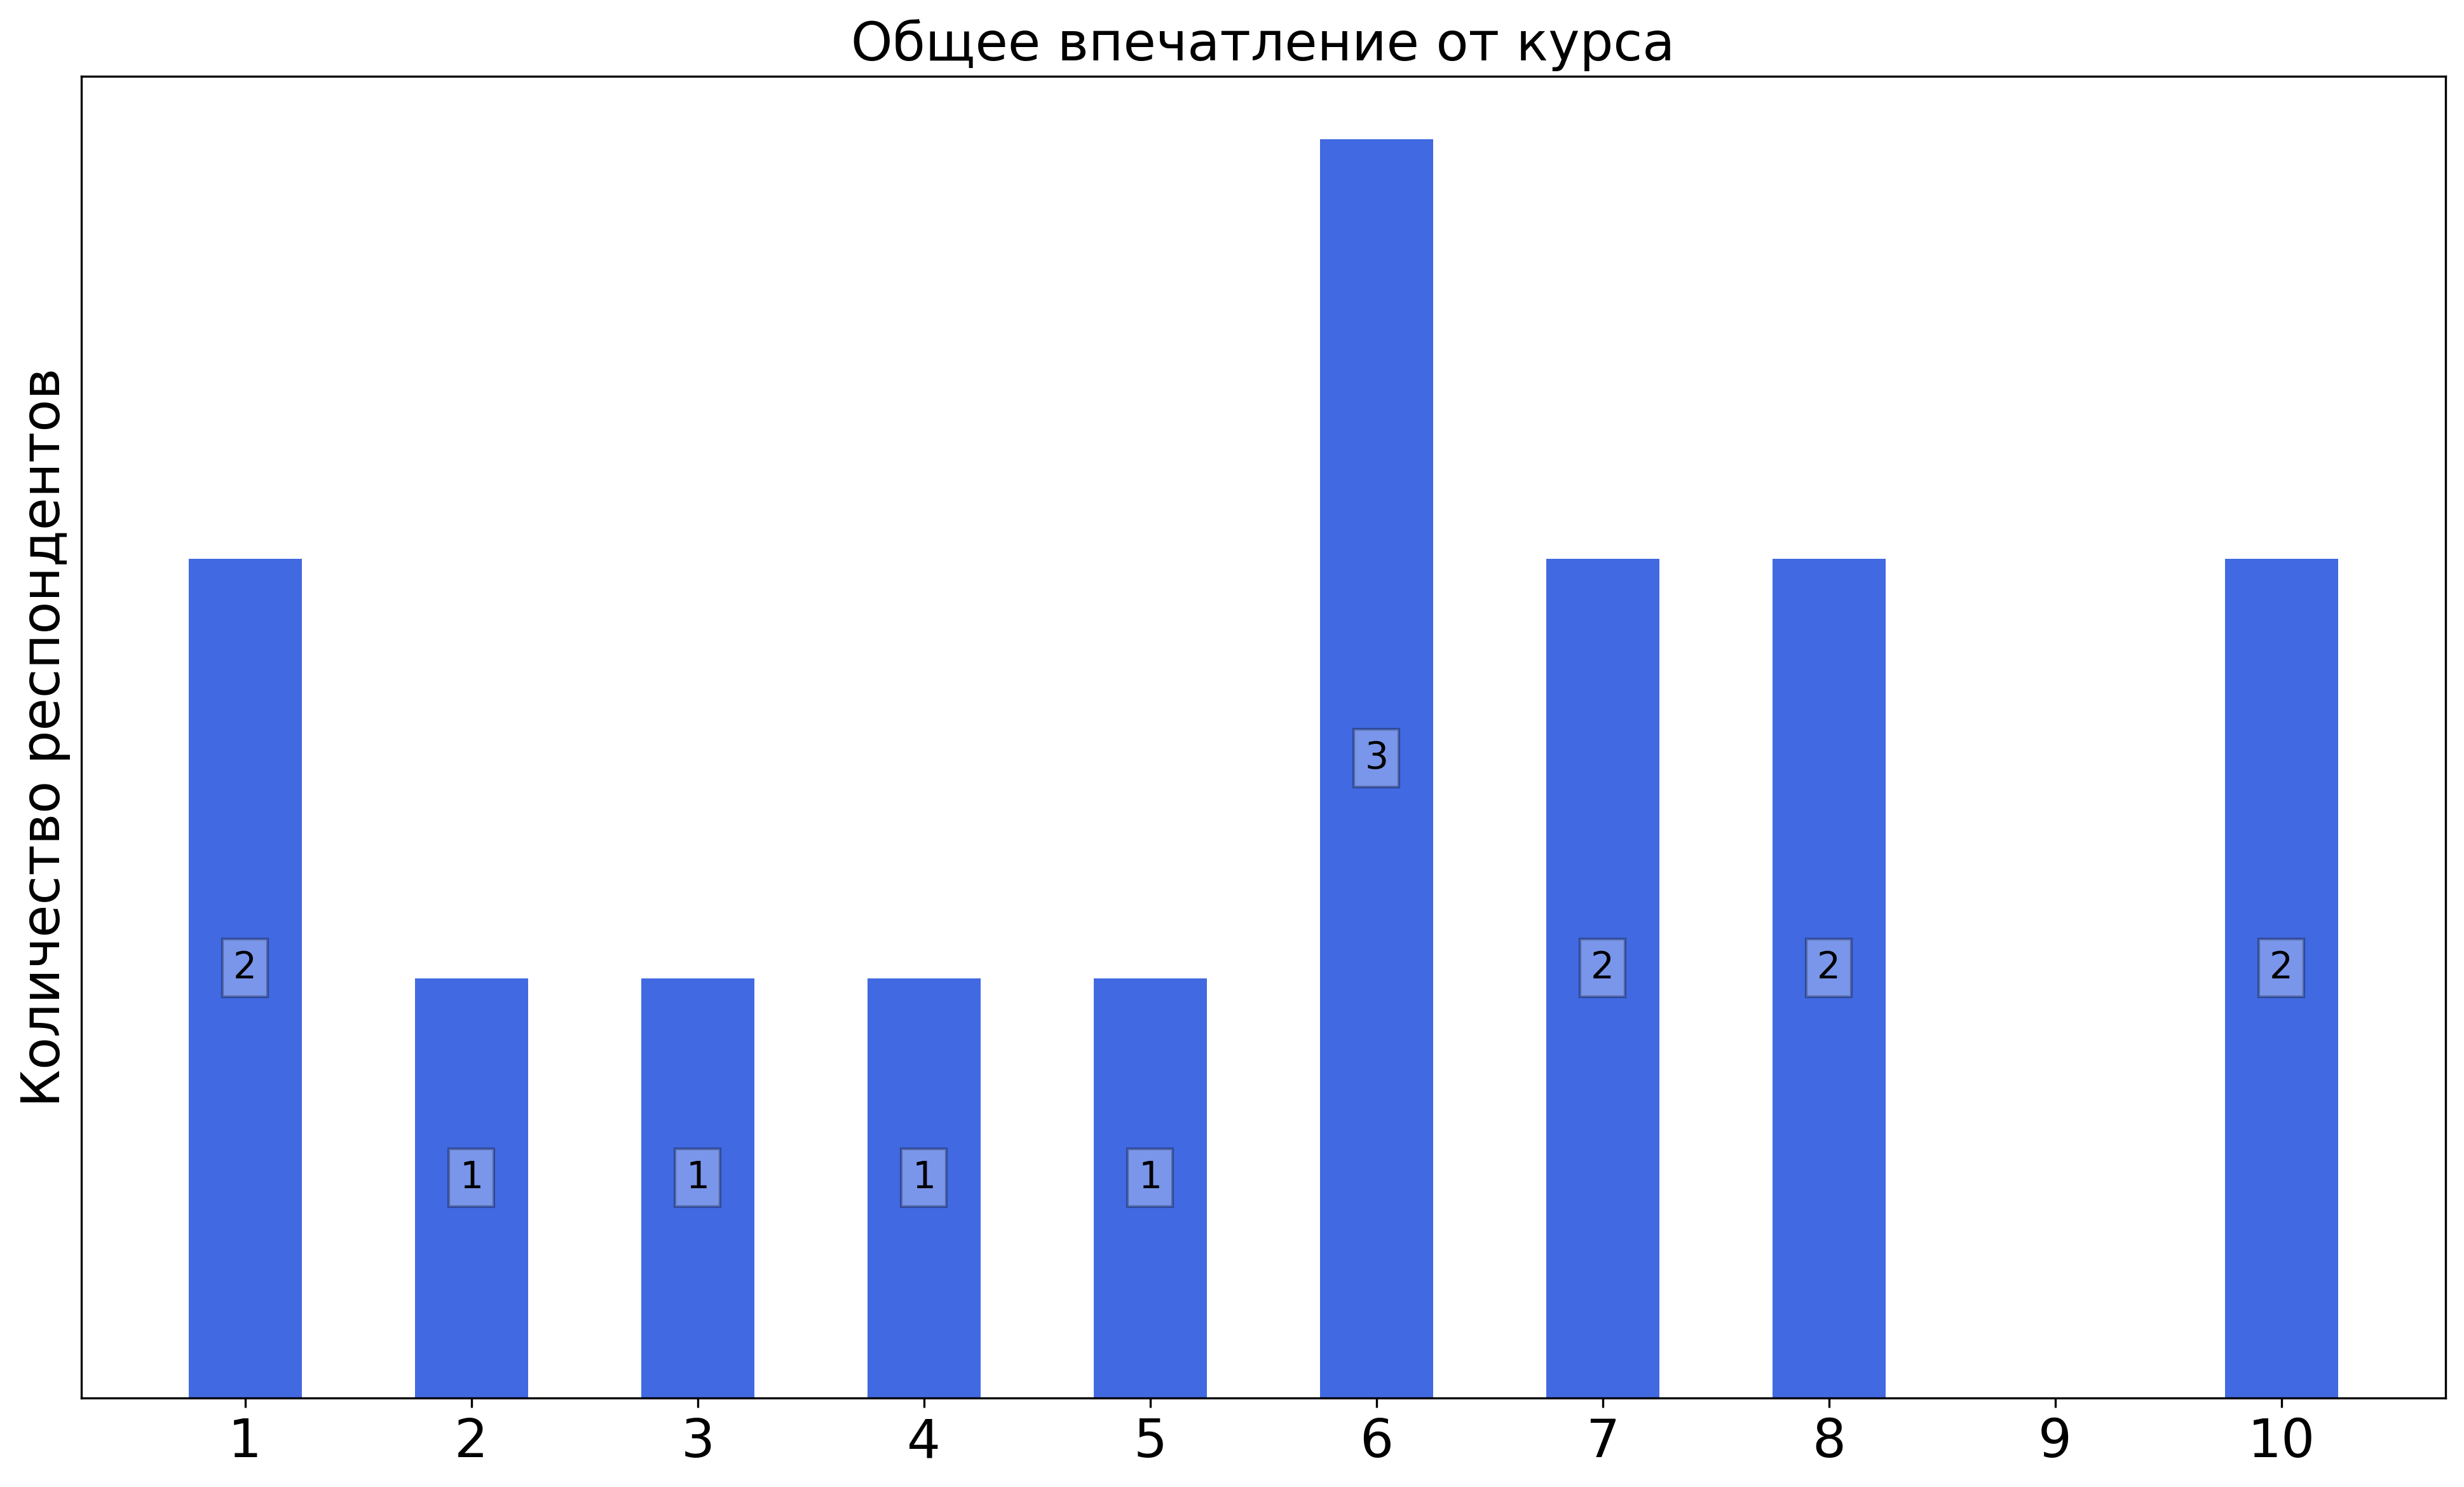 Общее впечатление от курса
Количество респондентов
3
2 2 2 2
1 1 1 1
1 2 3 4 5 6 7 8 9 10